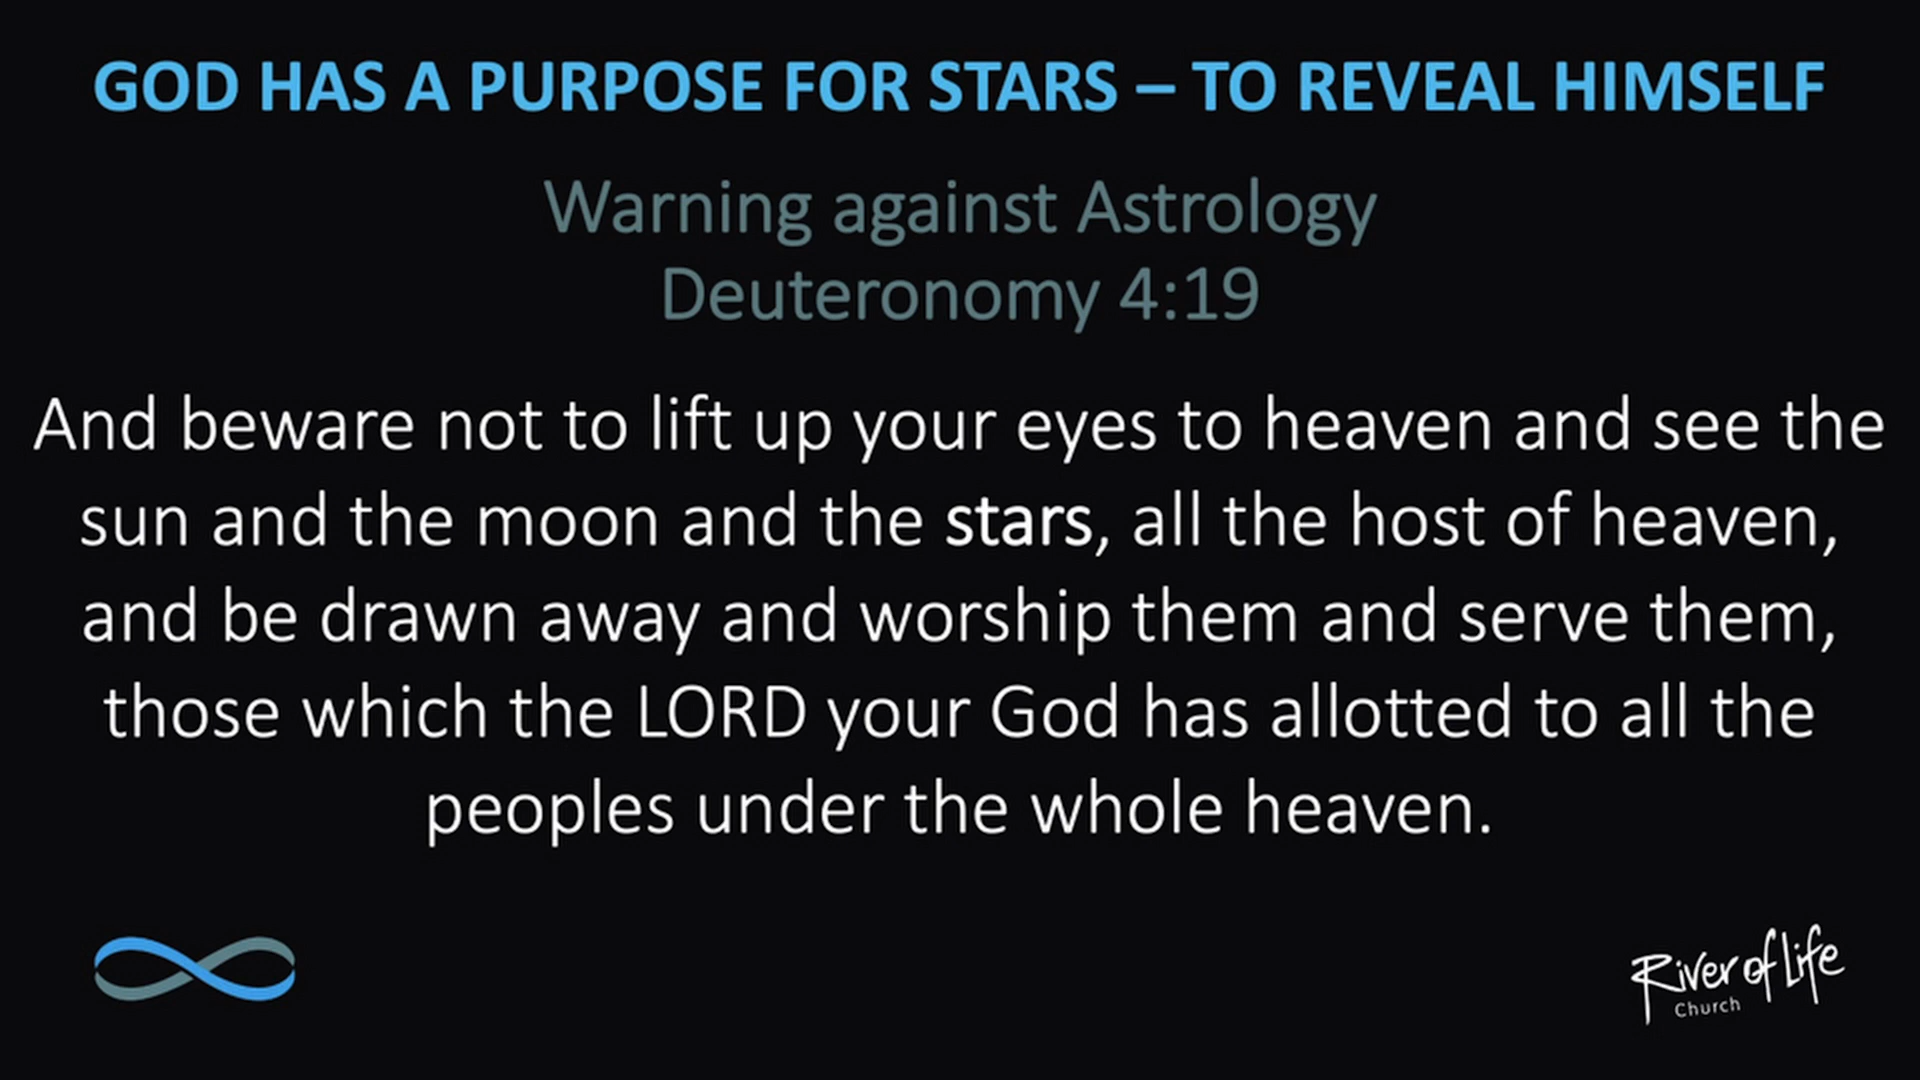 GOD HAS A PURPOSE FOR STARS – TO REVEAL HIMSELF
Warning against Astrology
Deuteronomy 4:19
And beware not to lift up your eyes to heaven and see the
sun and the moon and the stars, all the host of heaven,
and be drawn away and worship them and serve them,
those which the LORD your God has allotted to all the
peoples under the whole heaven.
River of Life
Church